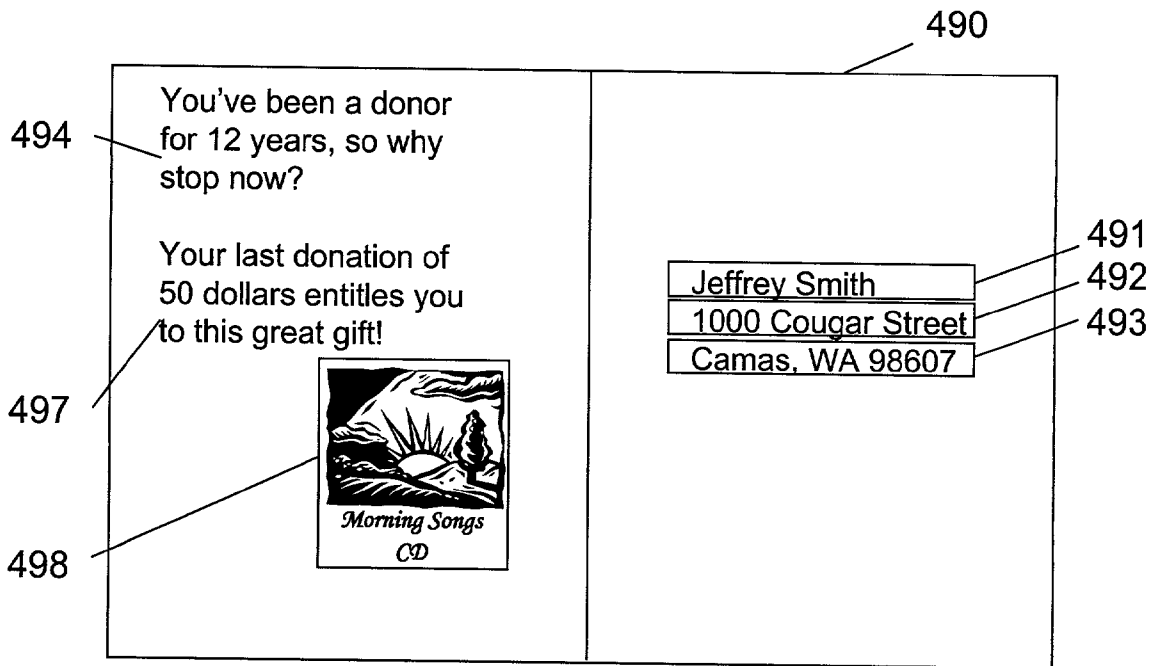 490
494
You've been a donor
for 12 years, so why
stop now?
Your last donation of
50 dollars entitles you
to this great gift!
497
Morning Songs
CD
498
491
Jeffrey Smith
492
1000 Cougar Street
493
Camas, WA 98607